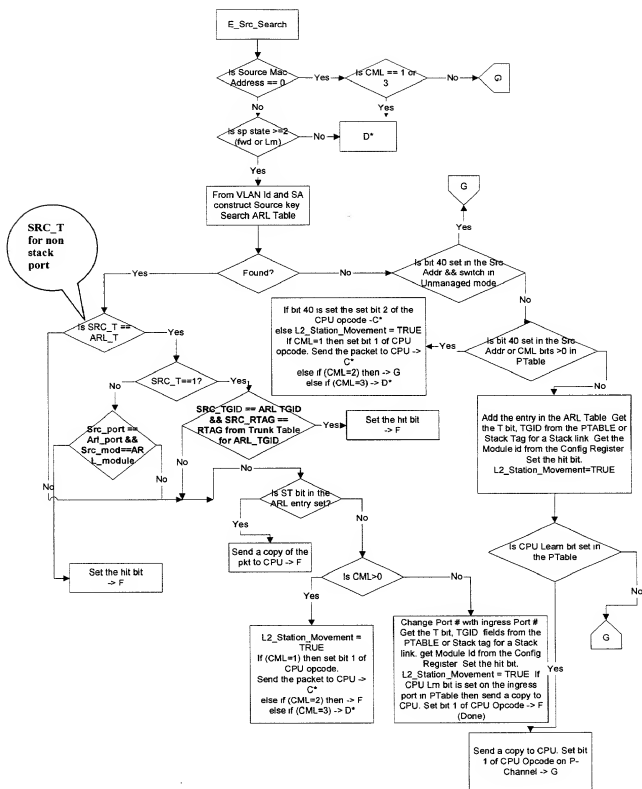 E_Src_Search
Is Source Mac
Address == 0
Yes
Is CML == 1 or
3
No
G
No
Yes
Is sp state >=2
(fwd or Lrn)
No
D*
Yes
From VLAN Id and SA
construct Source key
Search ARL Table
G
SRC_T
for non
stack
port
Yes
Yes
Found?
No
Is bit 40 set in the Src
Addr && switch in
Unmanaged mode
No
If bit 40 is set the set bit 2 of the
CPU opcode -C*
else L2_Station_Movement = TRUE
If CML=1 then set bit 1 of CPU
opcode. Send the packet to CPU ->
C*
else if (CML=2) then -> G
else if (CML=3) -> D*
Is SRC_T ==
ARL_T
Yes
Yes
Is bit 40 set in the Src
Addr or CML bits >0 in
PTable
No
No
SRC_T==1?
Yes
SRC_TGID == ARL TGID
&& SRC_RTAG ==
RTAG from Trunk Table
for ARL_TGID
Yes
Set the hit bit
-> F
Add the entry in the ARL Table Get
the T bit, TGID from the PTABLE or
Stack Tag for a Stack link Get the
Module id from the Config Register
Set the hit bit.
L2_Station_Movement=TRUE
Src_port ==
Arl_port &&
Src_mod==AR
L_module
No
No
No
No
Is ST bit in the
ARL entry set?
Yes
No
Send a copy of the
pkt to CPU -> F
Is CPU Learn bit set in
the PTable
No
Set the hit bit
-> F
Is CML>0
No
Yes
G
L2_Station_Movement =
TRUE
If (CML=1) then set bit 1 of
CPU opcode.
Send the packet to CPU ->
C*
else if (CML=2) then -> F
else if (CML=3) -> D*
Change Port # with ingress Port #
Get the T bit, TGID fields from the
PTABLE or Stack tag for a Stack
link. get Module Id from the Config
Register Set the hit bit.
L2_Station_Movement = TRUE If
CPU Lrn bit is set on the ingress
port in PTable then send a copy to
CPU. Set bit 1 of CPU Opcode -> F
(Done)
Yes
Send a copy to CPU. Set bit
1 of CPU Opcode on P-
Channel -> G